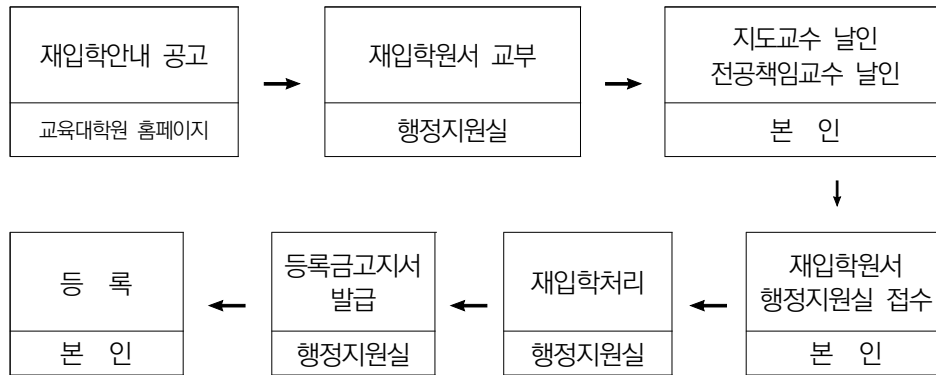 재입학안내 공고
교육대학원 홈페이지
재입학원서 교부
행정지원실
지도교수 날인
전공책임교수 날인
본 인
재입학원서
행정지원실 접수
본 인
재입학처리
행정지원실
등록금고지서
발급
행정지원실
등 록
본 인